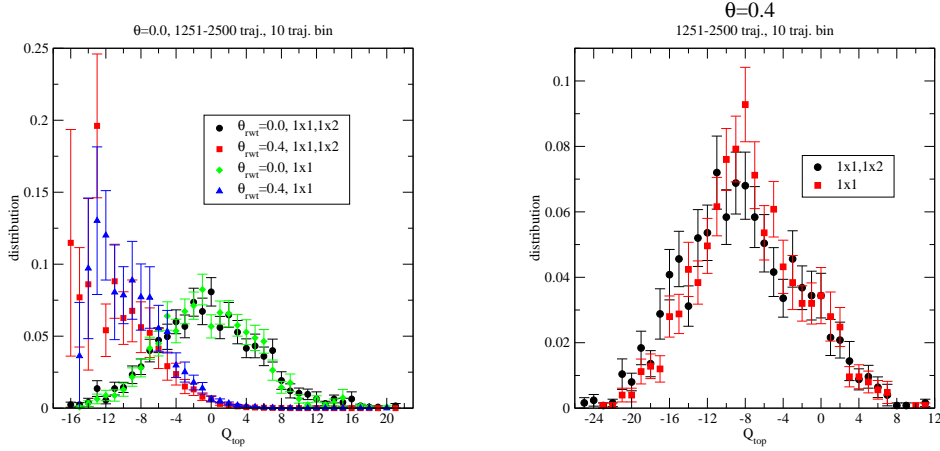 θ=0.0, 1251-2500 traj., 10 traj. bin
0.25
0.2
0.15
0.1
0.05
0
distribution
θrwt=0.0, 1x1,1x2
θrwt=0.4, 1x1,1x2
θrwt=0.0, 1x1
θrwt=0.4, 1x1
-16 -12 -8 -4 0 4 8 12 16 20
Qtop
θ=0.4
1251-2500 traj., 10 traj. bin
0.1
0.08
0.06
0.04
0.02
0
distribution
1x1,1x2
1x1
-24 -20 -16 -12 -8 -4 0 4 8 12
Qtop